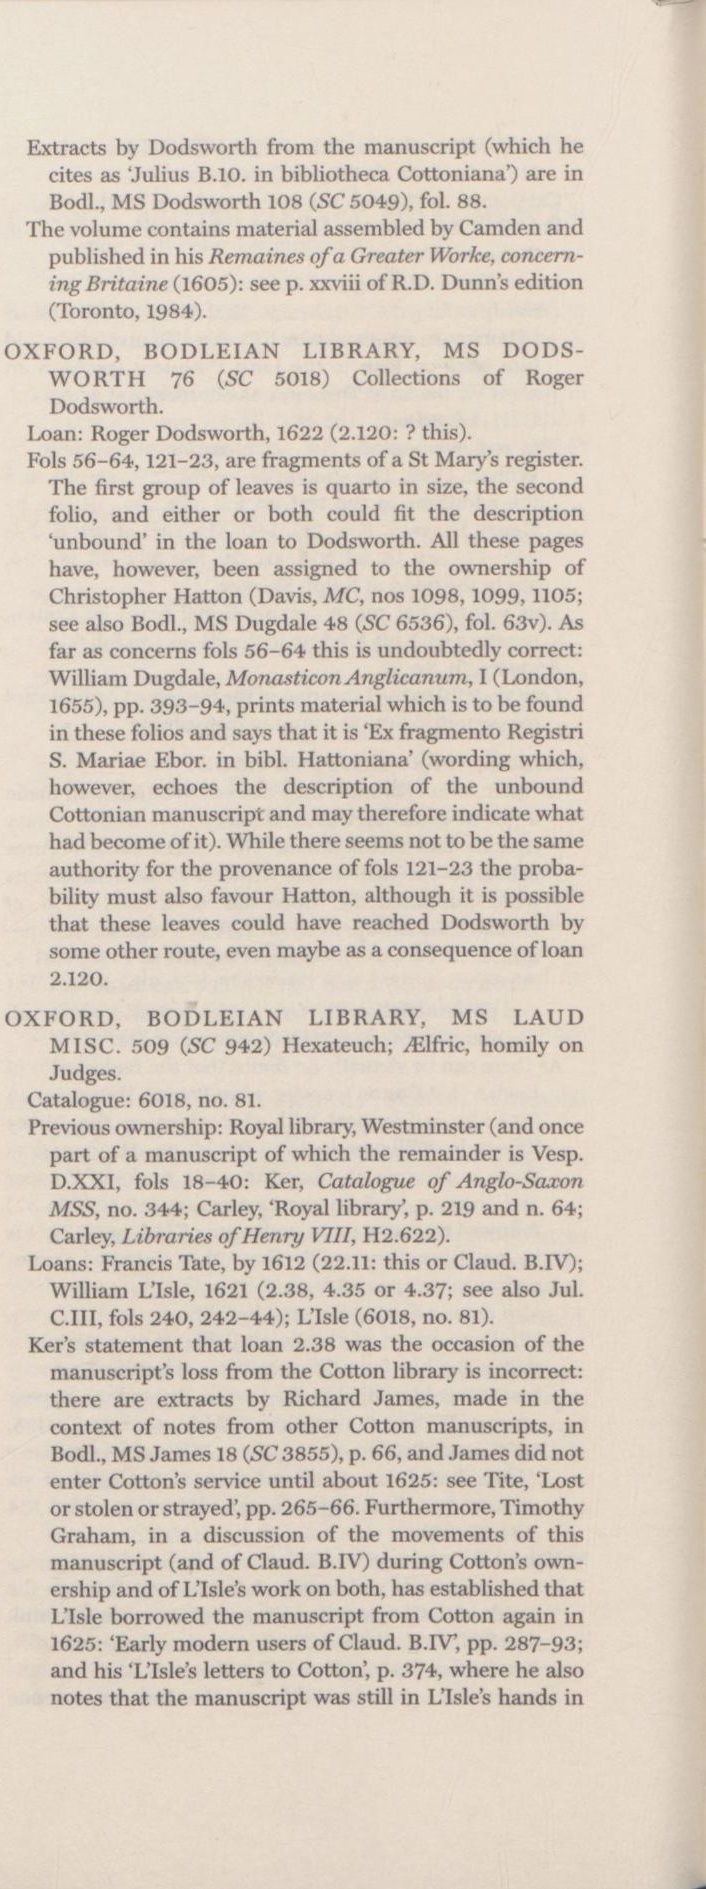 Extracts by Dodsworth from the manuscript (which he
cites as ‘Julius B.10. in bibliotheca Cottoniana’) are in
Bodl., MS Dodsworth 108 (SC 5049), fol. 88.
The volume contains material assembled by Camden and
published in his Remaines of a Greater Worke, concern-
ing Britaine (1605): see p. xxviii of R.D. Dunn’s edition
(Toronto, 1984).
OXFORD, BODLEIAN LIBRARY, MS DODS-
WORTH 76 (SC 5018) Collections of Roger
Dodsworth.
Loan: Roger Dodsworth, 1622 (2.120: ? this).
Fols 56–64, 121–23, are fragments of a St Mary’s register.
The first group of leaves is quarto in size, the second
folio, and either or both could fit the description
‘unbound’ in the loan to Dodsworth. All these pages
have, however, been assigned to the ownership of
Christopher Hatton (Davis, MC, nos 1098, 1099, 1105;
see also Bodl., MS Dugdale 48 (SC 6536), fol. 63v). As
far as concerns fols 56–64 this is undoubtedly correct:
William Dugdale, Monasticon Anglicanum, I (London,
1655), pp. 393–94, prints material which is to be found
in these folios and says that it is ‘Ex fragmento Registri
S. Mariae Ebor. in bibl. Hattoniana’ (wording which,
however, echoes the description of the unbound
Cottonian manuscript and may therefore indicate what
had become of it). While there seems not to be the same
authority for the provenance of fols 121–23 the proba-
bility must also favour Hatton, although it is possible
that these leaves could have reached Dodsworth by
some other route, even maybe as a consequence of loan
2.120.
OXFORD, BODLEIAN LIBRARY, MS LAUD
MISC. 509 (SC 942) Hexateuch; Ælfric, homily on
Judges.
Catalogue: 6018, no. 81.
Previous ownership: Royal library, Westminster (and once
part of a manuscript of which the remainder is Vesp.
D.XXI, fols 18–40: Ker, Catalogue of Anglo-Saxon
MSS, no. 344; Carley, ‘Royal library’, p. 219 and n. 64;
Carley, Libraries of Henry VIII, H2.622).
Loans: Francis Tate, by 1612 (22.11: this or Claud. B.IV);
William L’Isle, 1621 (2.38, 4.35 or 4.37; see also Jul.
C.III, fols 240, 242–44); L’Isle (6018, no. 81).
Ker’s statement that loan 2.38 was the occasion of the
manuscript’s loss from the Cotton library is incorrect:
there are extracts by Richard James, made in the
context of notes from other Cotton manuscripts, in
Bodl., MS James 18 (SC 3855), p. 66, and James did not
enter Cotton’s service until about 1625: see Tite, ‘Lost
or stolen or strayed’, pp. 265–66. Furthermore, Timothy
Graham, in a discussion of the movements of this
manuscript (and of Claud. B.IV) during Cotton’s own-
ership and of L’Isle’s work on both, has established that
L’Isle borrowed the manuscript from Cotton again in
1625: ‘Early modern users of Claud. B.IV’, pp. 287–93;
and his ‘L’Isle’s letters to Cotton’, p. 374, where he also
notes that the manuscript was still in L’Isle’s hands in